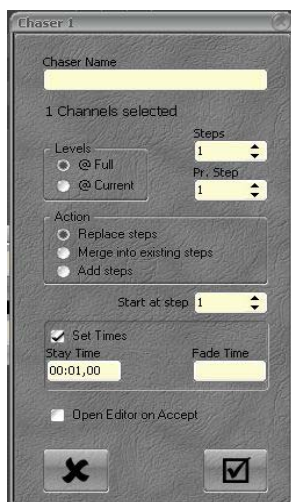 Chaser 1
Chaser Name
1 Channels selected
Steps
Levels
1
@ Full
Pr. Step
@ Current
1
Action
Replace steps
Merge into existing steps
Add steps
Start at step 1
Set Times
Stay Time Fade Time
00:01,00
Open Editor on Accept